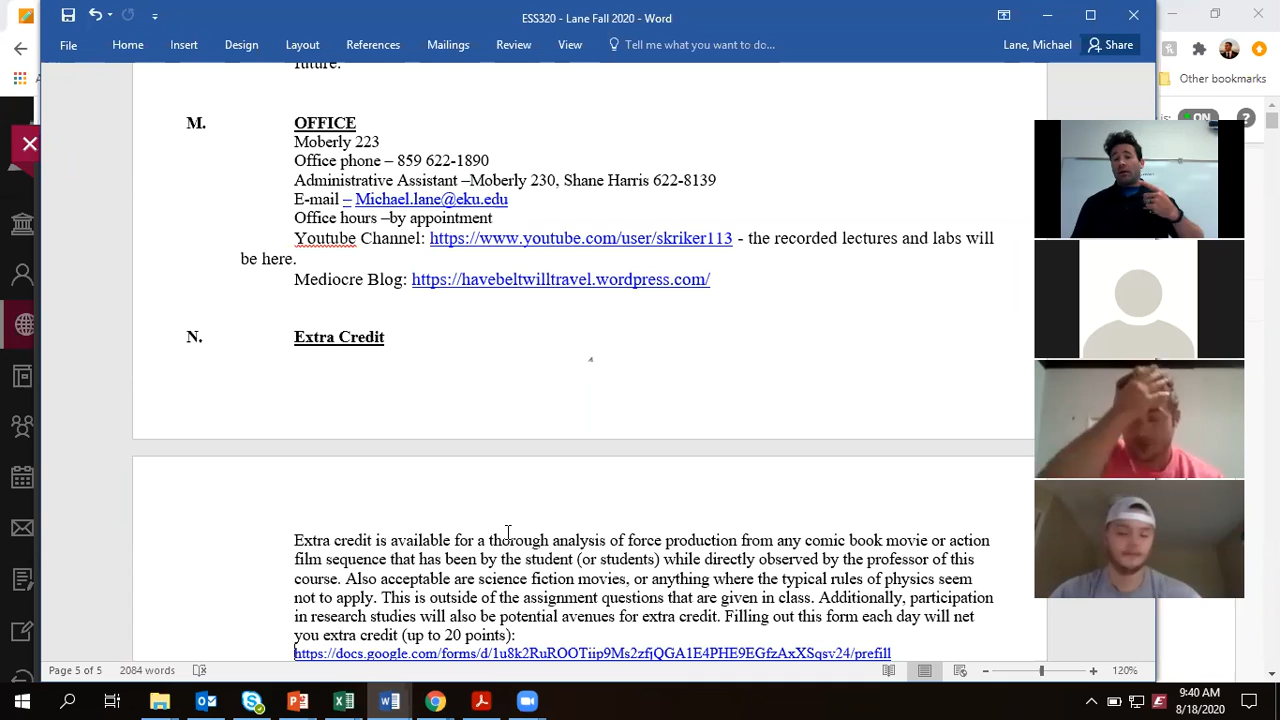 ESS320 - Lane Fall 2020 - Word
File Home Insert Design Layout References Mailings Review View Tell me what you want to do... Lane, Michael Share
Other bookmarks
is: ON ?
future.
M. OFFICE
Moberly 223
Office phone – 859 622-1890
Administrative Assistant –Moberly 230, Shane Harris 622-8139
E-mail – Michael.lane@eku.edu
Office hours –by appointment
Youtube Channel: https://www.youtube.com/user/skriker113 - the recorded lectures and labs will
be here.
Mediocre Blog: https://havebeltwilltravel.wordpress.com/
N. Extra Credit
4
Extra credit is available for a thorough analysis of force production from any comic book movie or action
film sequence that has been by the student (or students) while directly observed by the professor of this
course. Also acceptable are science fiction movies, or anything where the typical rules of physics seem
not to apply. This is outside of the assignment questions that are given in class. Additionally, participation
in research studies will also be potential avenues for extra credit. Filling out this form each day will net
you extra credit (up to 20 points):
https://docs.google.com/forms/d/1u8k2RuROOTiip9Ms2zfjQGA1E4PHE9EGfzAxXSqsv24/prefill
Page 5 of 5 2084 words 120%
9:40 AM
8/18/2020